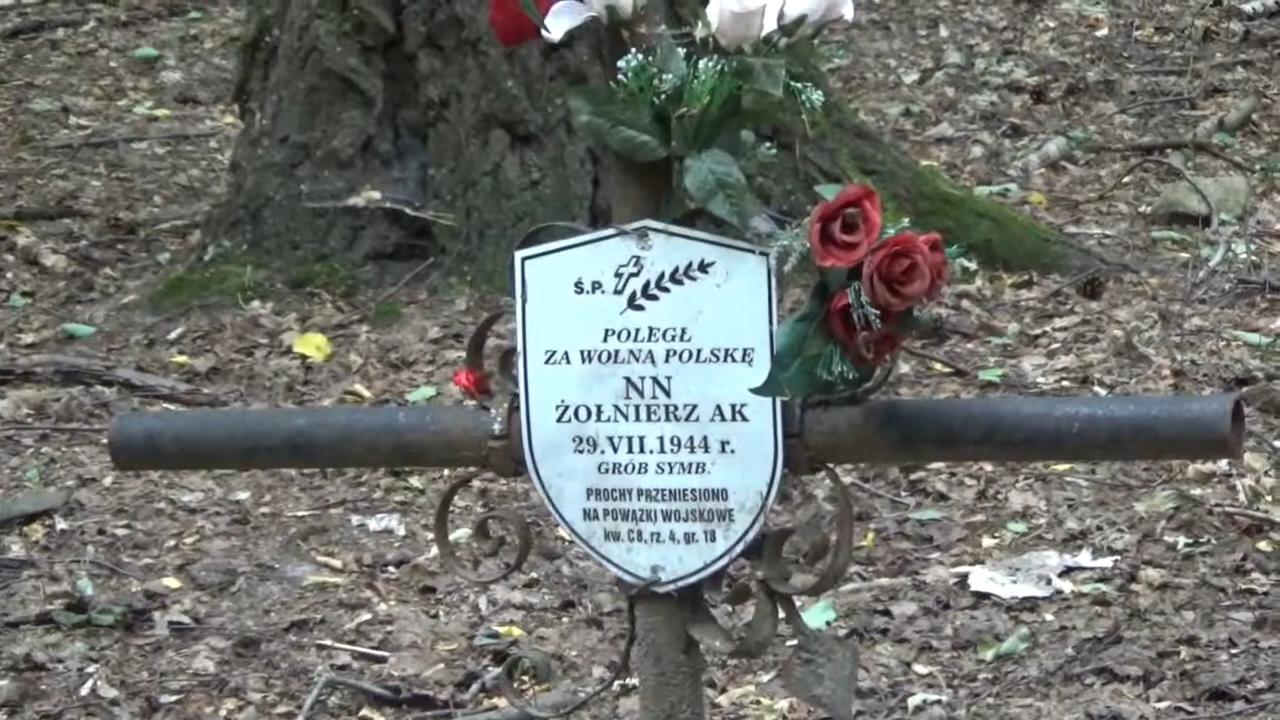 Ś.P.
POLEGŁ
ZA WOLNĄ POLSKĘ
NN
ŻOŁNIERZ AK
29.VII.1944 r.
GRÓB SYMB.
PROCHY PRZENIESIONO
NA POWĄZKI WOJSKOWE
kw. C8, rz. 4, gr. 18